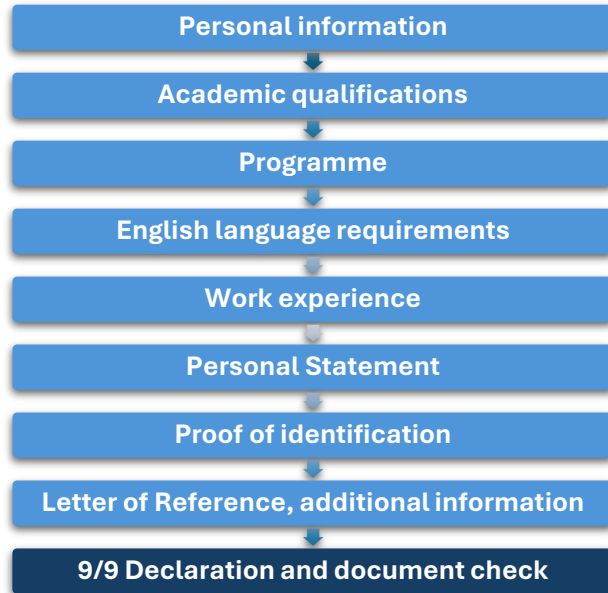 Personal information
Academic qualifications
Programme
English language requirements
Work experience
Personal Statement
Proof of identification
Letter of Reference, additional information
9/9 Declaration and document check